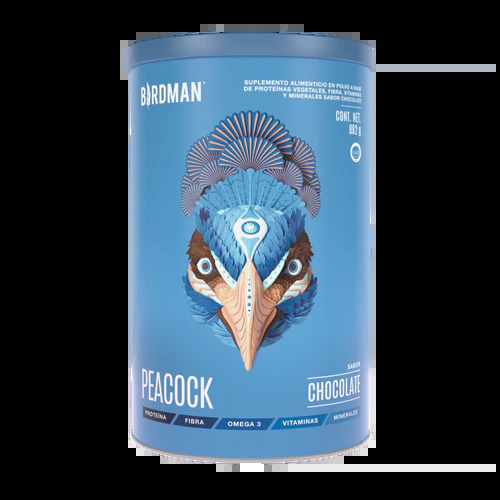 BIRDMAN
SUPLEMENTO ALIMENTICIO EN POLVO A BASE
DE PROTEÍNAS VEGETALES, FIBRA, VITAMINAS
Y MINERALES SABOR CHOCOLATE
CONT. NET.
882 g
PEACOCK
SABOR
CHOCOLATE
PROTEÍNA FIBRA OMEGA 3 VITAMINAS MINERALES